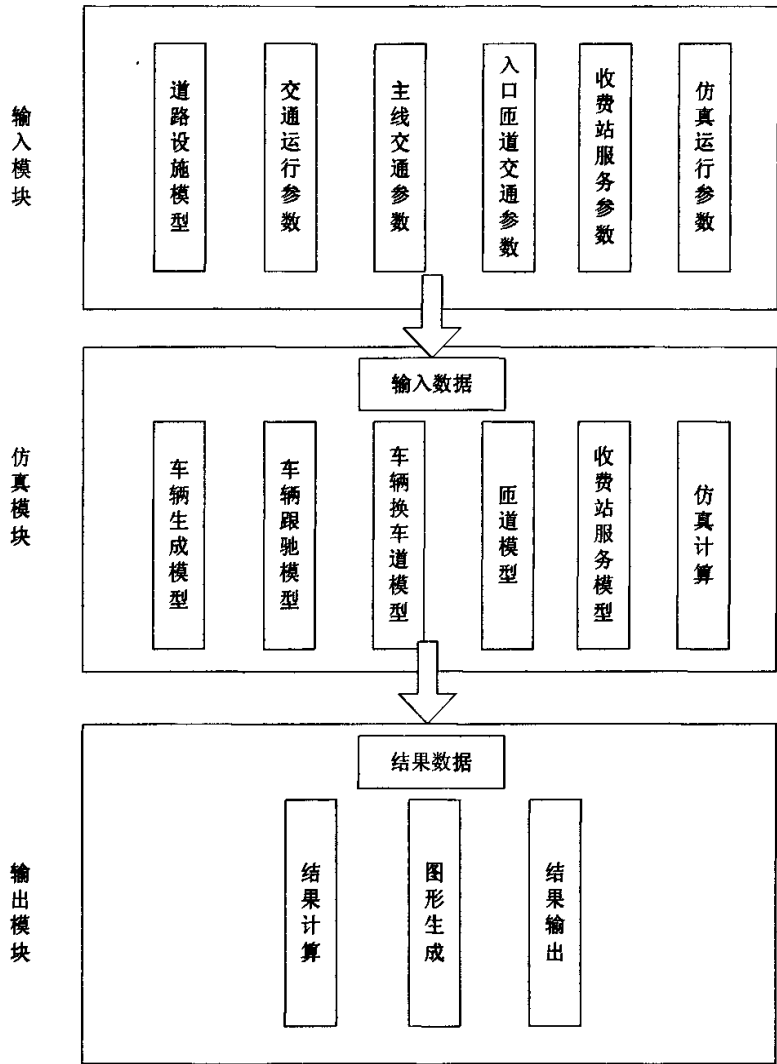 输入模块
道路设施模型
交通运行参数
主线交通参数
入口匝道交通参数
收费站服务参数
仿真运行参数
仿真模块
输入数据
车辆生成模型
车辆跟驰模型
车辆换车道模型
匝道模型
收费站服务模型
仿真计算
输出模块
结果数据
结果计算
图形生成
结果输出